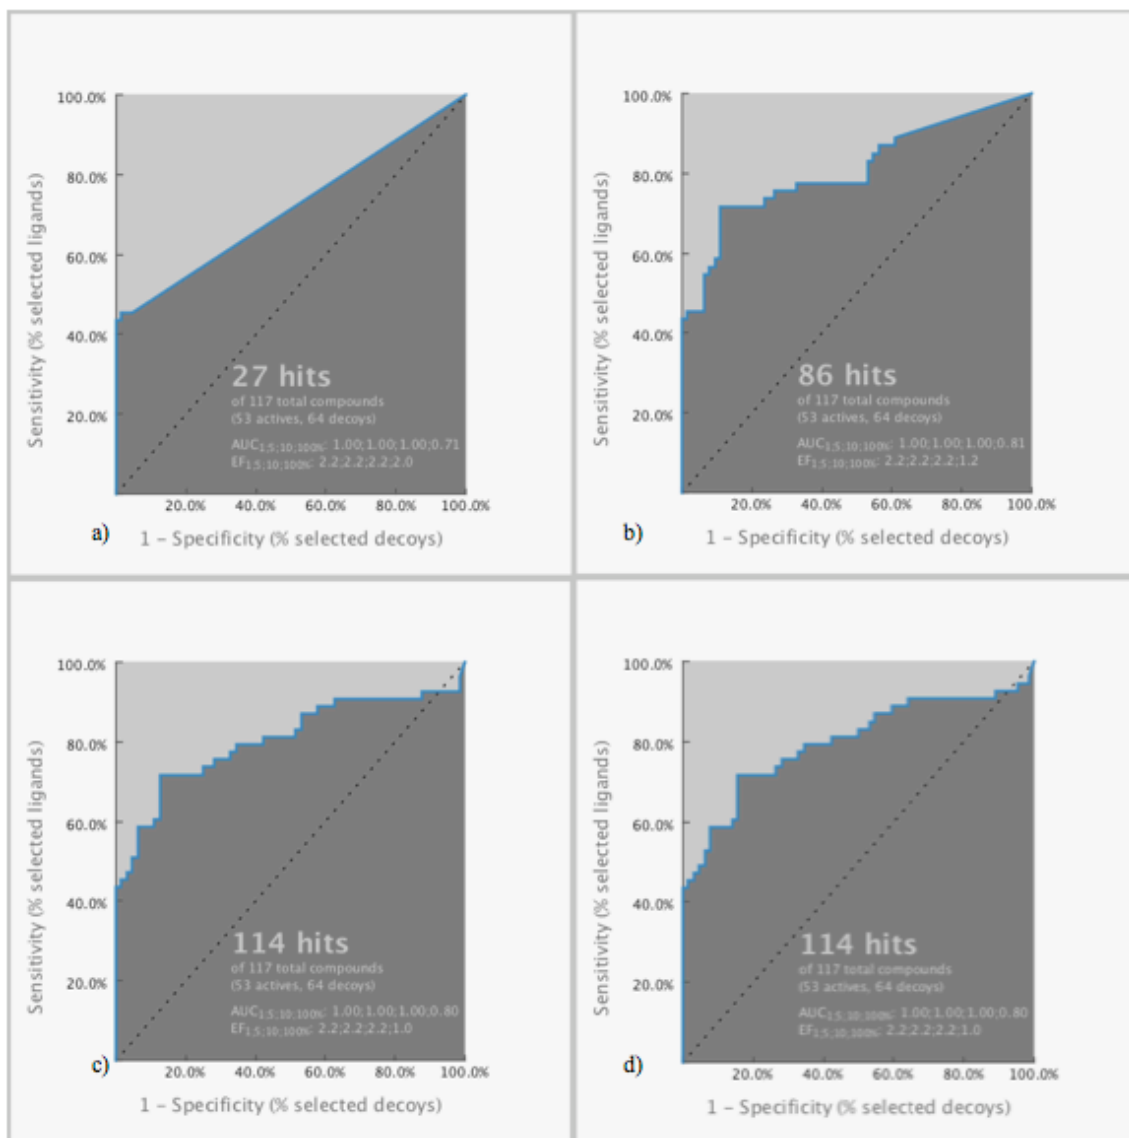 100.0%
80.0%
60.0%
40.0%
20.0%
Sensitivity (% selected ligands)
27 hits
of 117 total compounds
(53 actives, 64 decoys)
AUC1;5;10;100%: 1.00;1.00;1.00;0.71
EF1;5;10;100%: 2.2;2.2;2.2;2.0
20.0% 40.0% 60.0% 80.0% 100.0%
a) 1 - Specificity (% selected decoys)
100.0%
80.0%
60.0%
40.0%
20.0%
Sensitivity (% selected ligands)
86 hits
of 117 total compounds
(53 actives, 64 decoys)
AUC1;5;10;100%: 1.00;1.00;1.00;0.81
EF1;5;10;100%: 2.2;2.2;2.2;1.2
20.0% 40.0% 60.0% 80.0% 100.0%
b) 1 - Specificity (% selected decoys)
100.0%
80.0%
60.0%
40.0%
20.0%
Sensitivity (% selected ligands)
114 hits
of 117 total compounds
(53 actives, 64 decoys)
AUC1;5;10;100%: 1.00;1.00;1.00;0.80
EF1;5;10;100%: 2.2;2.2;2.2;1.0
c) 20.0% 40.0% 60.0% 80.0% 100.0%
1 - Specificity (% selected decoys)
100.0%
80.0%
60.0%
40.0%
20.0%
Sensitivity (% selected ligands)
114 hits
of 117 total compounds
(53 actives, 64 decoys)
AUC1;5;10;100%: 1.00;1.00;1.00;0.80
EF1;5;10;100%: 2.2;2.2;2.2;1.0
d) 20.0% 40.0% 60.0% 80.0% 100.0%
1 - Specificity (% selected decoys)